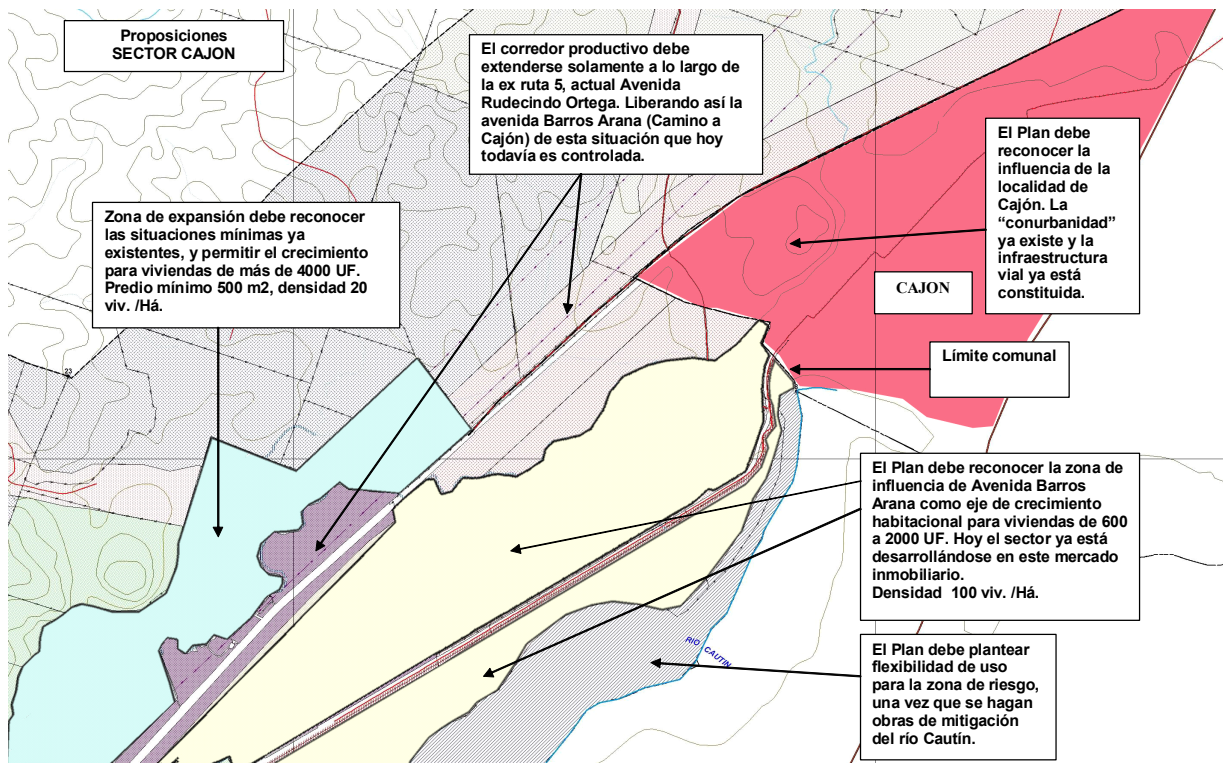 Proposiciones
SECTOR CAJON
El corredor productivo debe
extenderse solamente a lo largo de
la ex ruta 5, actual Avenida
Rudecindo Ortega. Liberando así la
avenida Barros Arana (Camino a
Cajón) de esta situación que hoy
todavía es controlada.
El Plan debe
reconocer la
influencia de la
localidad de
Cajón. La
“conurbanidad”
ya existe y la
infraestructura
vial ya está
constituida.
Zona de expansión debe reconocer
las situaciones mínimas ya
existentes, y permitir el crecimiento
para viviendas de más de 4000 UF.
Predio mínimo 500 m2, densidad 20
viv. /Há.
CAJON
Límite comunal
23
El Plan debe reconocer la zona de
influencia de Avenida Barros
Arana como eje de crecimiento
habitacional para viviendas de 600
a 2000 UF. Hoy el sector ya está
desarrollándose en este mercado
inmobiliario.
Densidad 100 viv. /Há.
RIO CAUTIN
El Plan debe plantear
flexibilidad de uso
para la zona de riesgo,
una vez que se hagan
obras de mitigación
del río Cautín.